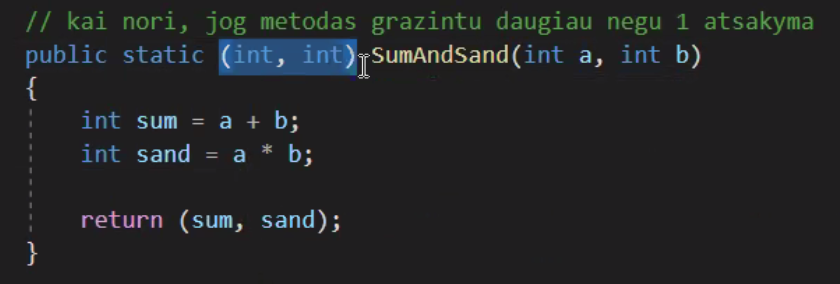 // kai nori, jog metodas grazintu daugiau negu 1 atsakyma
public static (int, int) SumAndSand(int a, int b)
{
int sum = a + b;
int sand = a * b;
return (sum, sand);
}